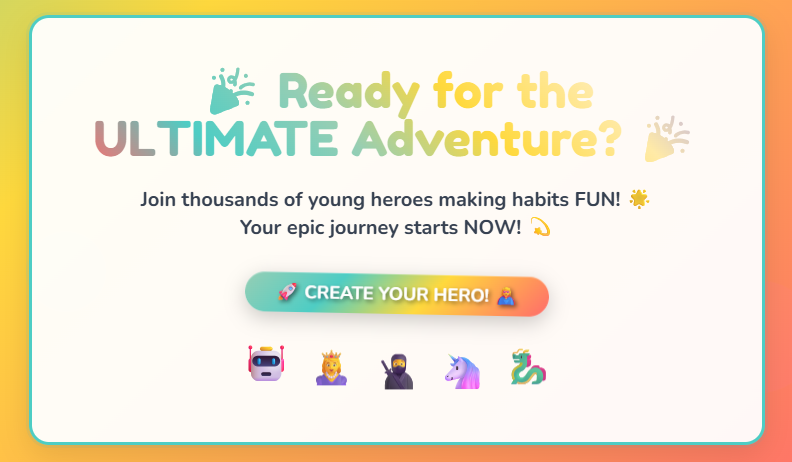 🎉 Ready for the
ULTIMATE Adventure? 🎉
Join thousands of young heroes making habits FUN! 🌟
Your epic journey starts NOW! 💫
🚀 CREATE YOUR HERO! 🦸